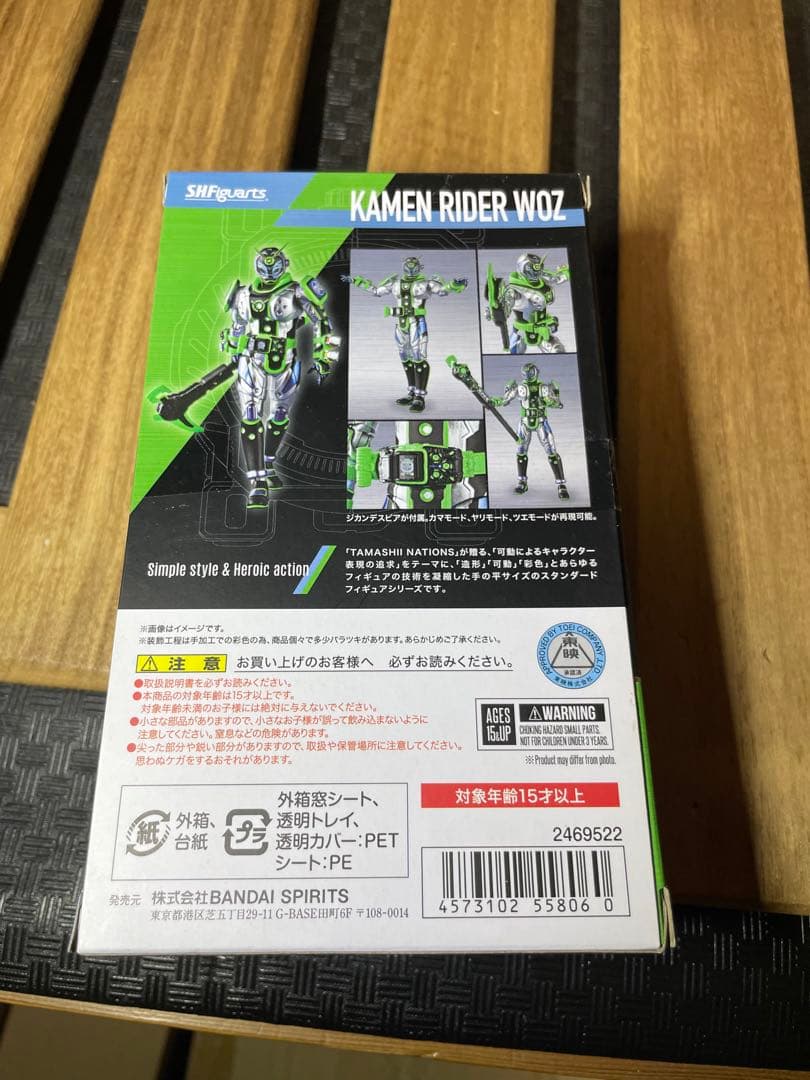 S.H.Figuarts
KAMEN RIDER WOZ
ジカンデスピアが付属。カマモード、ヤリモード、ツエモードが再現可能。
Simple style & Heroic action
「TAMASHII NATIONS」が贈る、「可動によるキャラクター
表現の追求」をテーマに、「造形」「可動」「彩色」とあらゆる
フィギュアの技術を凝縮した手の平サイズのスタンダード
フィギュアシリーズです。
※画像はイメージです。
※装飾工程は手加工での彩色の為、商品個々で多少バラツキがあります。あらかじめご了承ください。
注意 お買い上げのお客様へ 必ずお読みください。
●取扱説明書を必ずお読みください。
●本商品の対象年齢は15才以上です。
対象年齢未満のお子様には絶対に与えないでください。
●小さな部品がありますので、小さなお子様が誤って飲み込まないように
注意してください。窒息などの危険があります。
●尖った部分や鋭い部分がありますので、取扱や保管場所に注意してください。
思わぬケガをするおそれがあります。
APPROVED BY TOEI COMPANY, LTD
東映
承認済
東映株式会社
AGES
15&UP
WARNING
CHOKING HAZARD-SMALL PARTS.
NOT FOR CHILDREN UNDER 3 YEARS.
※Product may differ from photo.
対象年齢15才以上
紙
外箱、
台紙
プラ
外箱窓シート、
透明トレイ、
透明カバー:PET
シート:PE
2469522
4573102 55806 0
発売元 株式会社BANDAI SPIRITS
東京都港区芝五丁目29-11 G-BASE田町6F 〒108-0014